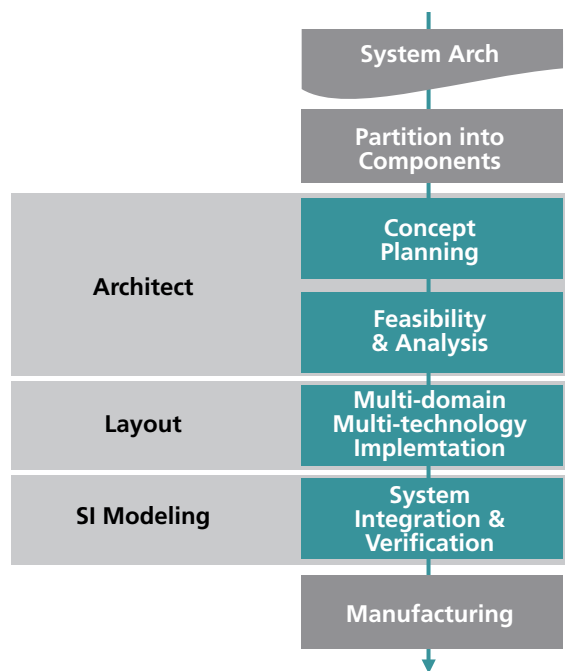 System Arch
Partition into
Components
Concept
Planning
Architect
Feasibility
& Analysis
Multi-domain
Layout
Multi-technology
Implemtation
System
SI Modeling
Integration &
Verification
Manufacturing